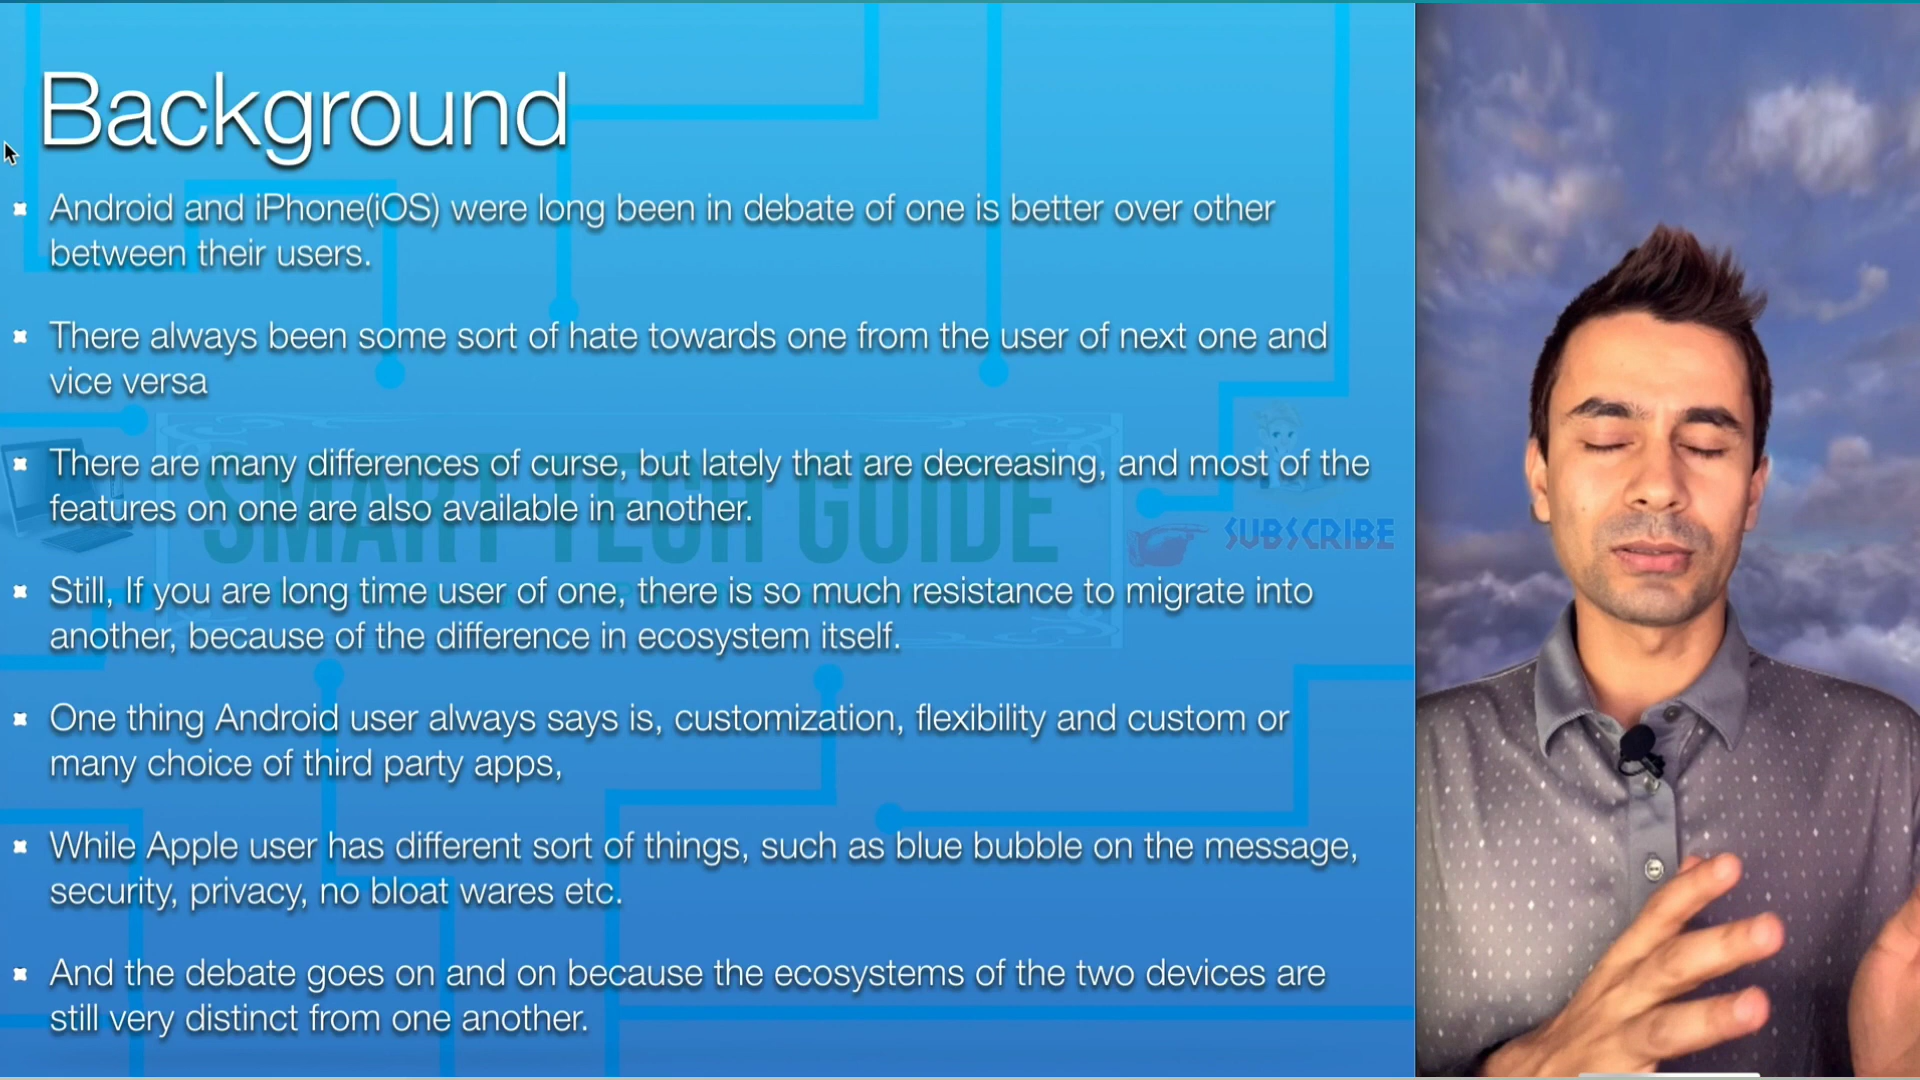 Background
Android and iPhone(iOS) were long been in debate of one is better over other
between their users.
There always been some sort of hate towards one from the user of next one and
vice versa
There are many differences of curse, but lately that are decreasing, and most of the
features on one are also available in another.
SMART TECH GUIDE
SUBSCRIBE
Still, If you are long time user of one, there is so much resistance to migrate into
another, because of the difference in ecosystem itself.
One thing Android user always says is, customization, flexibility and custom or
many choice of third party apps,
While Apple user has different sort of things, such as blue bubble on the message,
security, privacy, no bloat wares etc.
And the debate goes on and on because the ecosystems of the two devices are
still very distinct from one another.